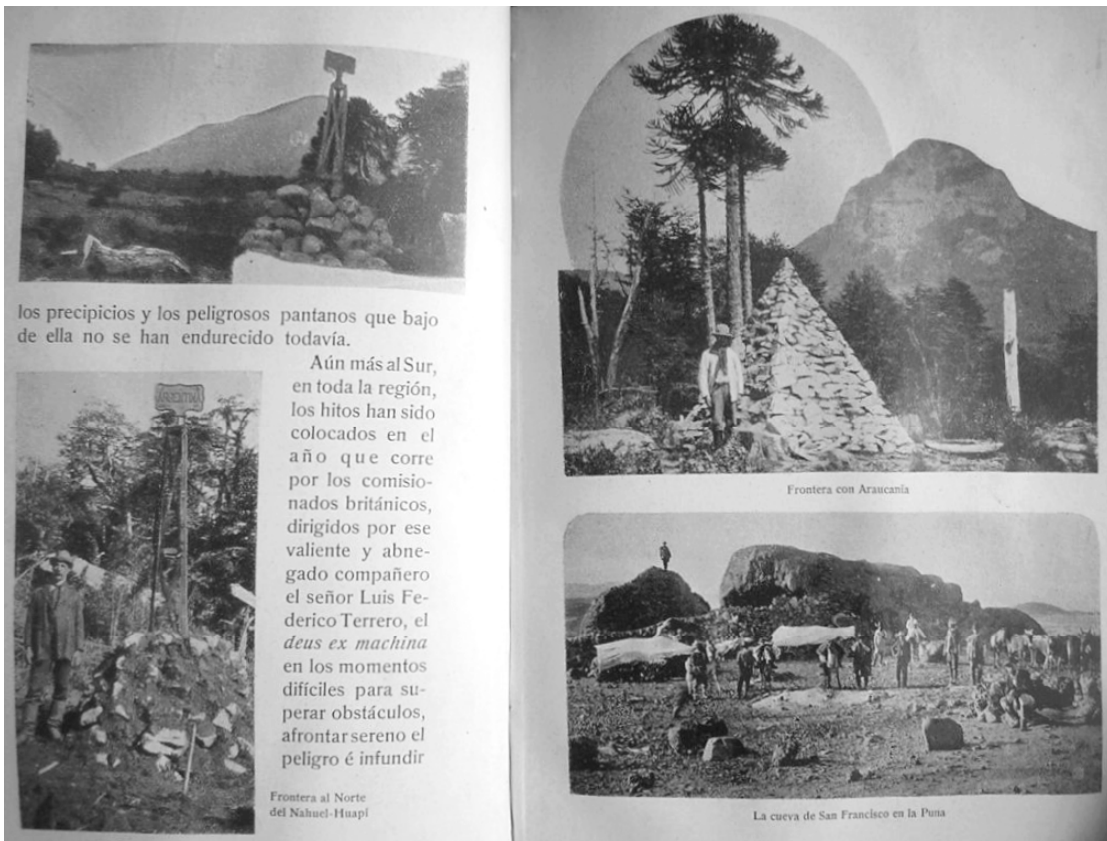 los precipicios y los peligrosos pantanos que bajo
de ella no se han endurecido todavía.
Aún más al Sur,
en toda la región,
los hitos han sido
colocados en el
año que corre
por los comisio-
nados británicos,
dirigidos por ese
valiente y abne-
gado compañero
el señor Luis Fe-
derico Terrero, el
deus ex machina
en los momentos
difíciles para su-
perar obstáculos,
afrontar sereno el
peligro é infundir
Frontera al Norte
del Nahuel-Huapí
Frontera con Araucanía
La cueva de San Francisco en la Puna